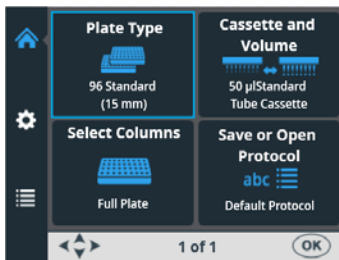 Plate Type
96 Standard
(15 mm)
Cassette and
Volume
50 µlStandard
Tube Cassette
Select Columns
Full Plate
Save or Open
Protocol
abc
Default Protocol
1 of 1
OK